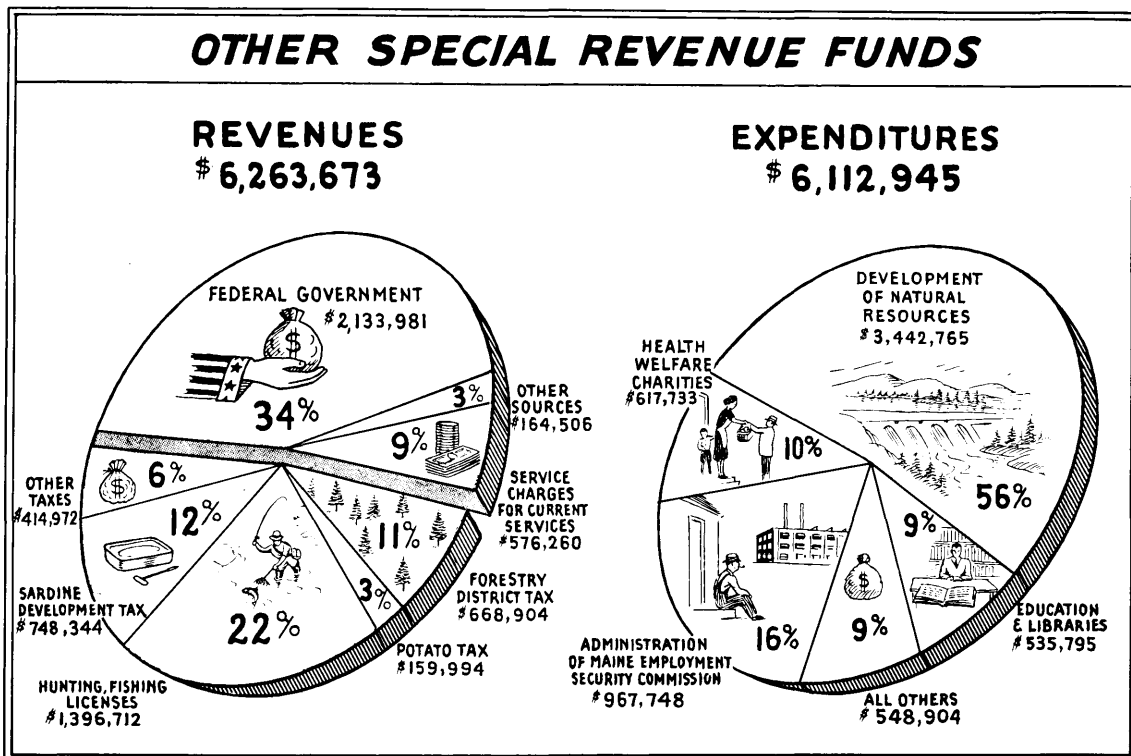 OTHER SPECIAL REVENUE FUNDS
REVENUES
$ 6,263,673
FEDERAL GOVERNMENT
$2,133,981
$
34%
3%
OTHER
SOURCES
$164,506
9%
SERVICE
CHARGES
FOR CURRENT
SERVICES
$576,260
11%
FORESTRY
DISTRICT TAX
$668,904
3%
POTATO TAX
$159,994
22%
HUNTING, FISHING
LICENSES
$1,396,712
12%
SARDINE
DEVELOPMENT TAX
$748,344
$
6%
OTHER
TAXES
$414,972
EXPENDITURES
$ 6,112,945
DEVELOPMENT
OF NATURAL
RESOURCES
$3,442,765
56%
HEALTH
WELFARE
CHARITIES
$617,733
10%
9%
EDUCATION
& LIBRARIES
$535,795
16%
ADMINISTRATION
OF MAINE EMPLOYMENT
SECURITY COMMISSION
$967,748
$
9%
ALL OTHERS
$548,904